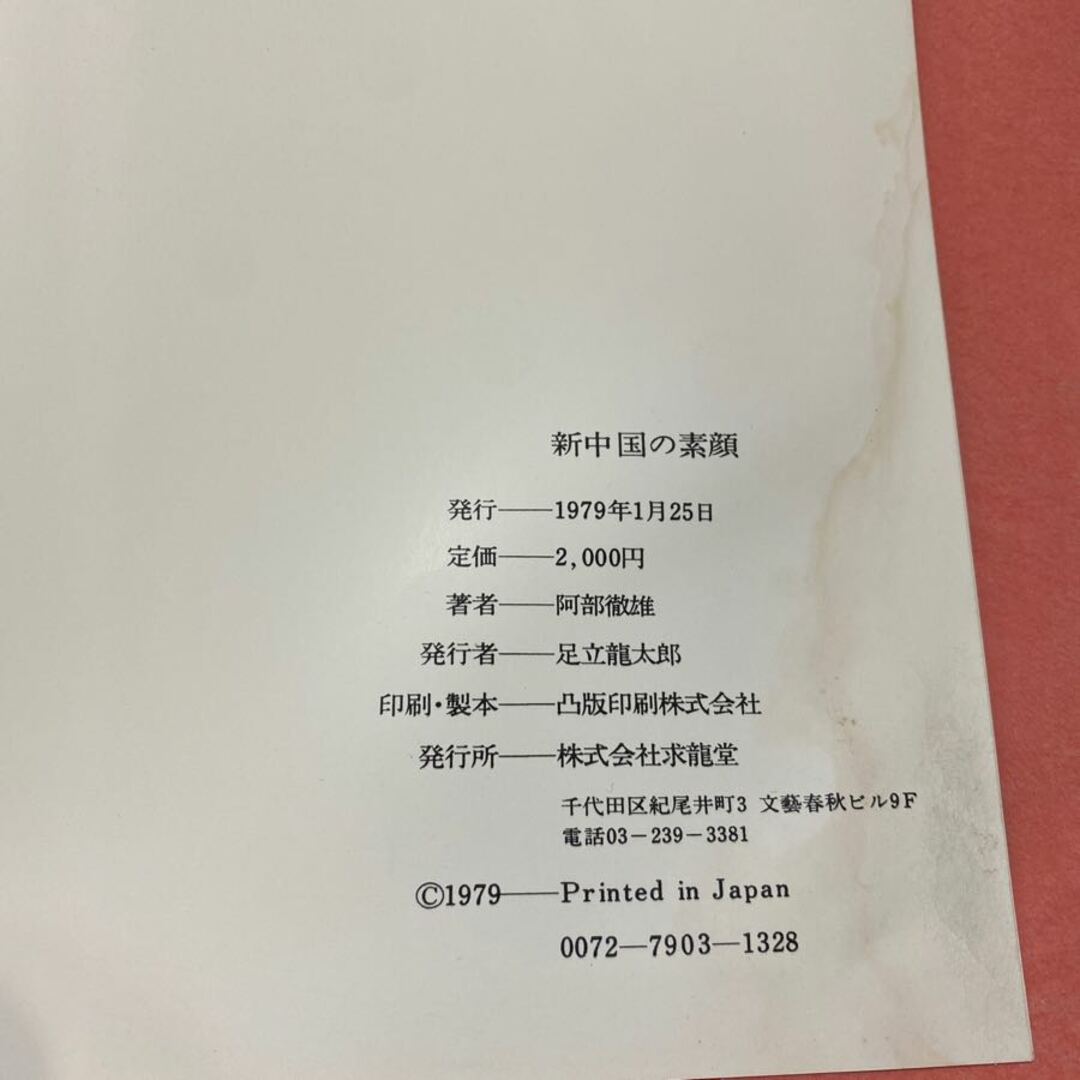 新中国の素顔
発行——1979年1月25日
定価——2,000円
著者——阿部徹雄
発行者——足立龍太郎
印刷・製本——凸版印刷株式会社
発行所——株式会社求龍堂
千代田区紀尾井町3 文藝春秋ビル9F
電話03-239-3381
©1979——Printed in Japan
0072—7903—1328